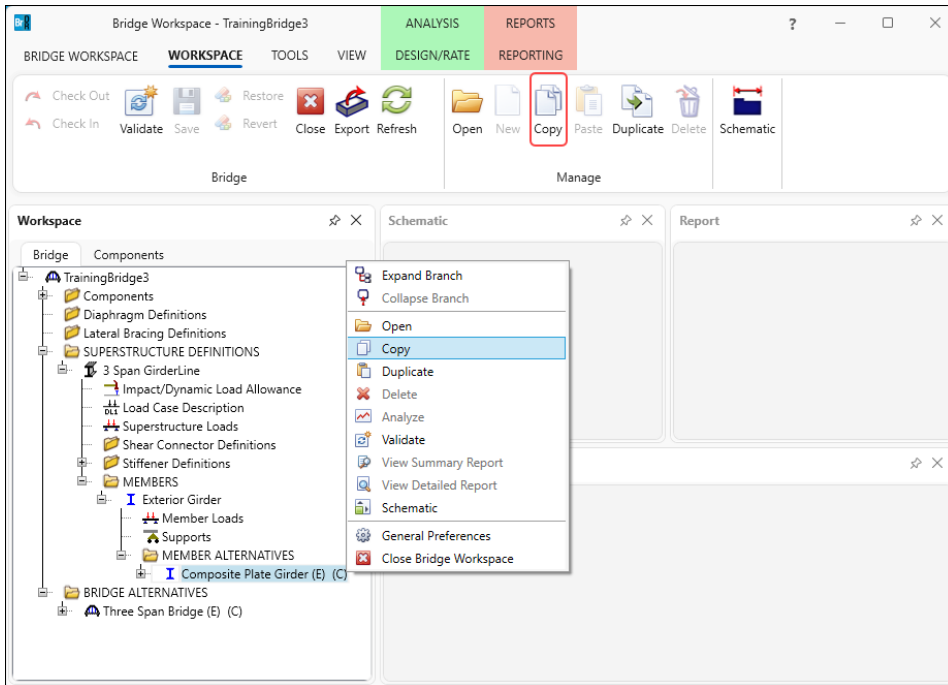 Br
Bridge Workspace - TrainingBridge3
ANALYSIS
REPORTS
?
BRIDGE WORKSPACE
WORKSPACE
TOOLS
VIEW
DESIGN/RATE
REPORTING
Check Out
Check In
Validate
Save
Restore
Revert
Close
Export
Refresh
Open
New
Copy
Paste
Duplicate
Delete
Schematic
Bridge
Manage
Workspace
Schematic
Report
Bridge
Components
TrainingBridge3
Components
Diaphragm Definitions
Lateral Bracing Definitions
SUPERSTRUCTURE DEFINITIONS
3 Span GirderLine
Impact/Dynamic Load Allowance
DL1 Load Case Description
Superstructure Loads
Shear Connector Definitions
Stiffener Definitions
MEMBERS
Exterior Girder
Member Loads
Supports
MEMBER ALTERNATIVES
Composite Plate Girder (E) (C)
BRIDGE ALTERNATIVES
Three Span Bridge (E) (C)
Expand Branch
Collapse Branch
Open
Copy
Duplicate
Delete
Analyze
Validate
View Summary Report
View Detailed Report
Schematic
General Preferences
Close Bridge Workspace